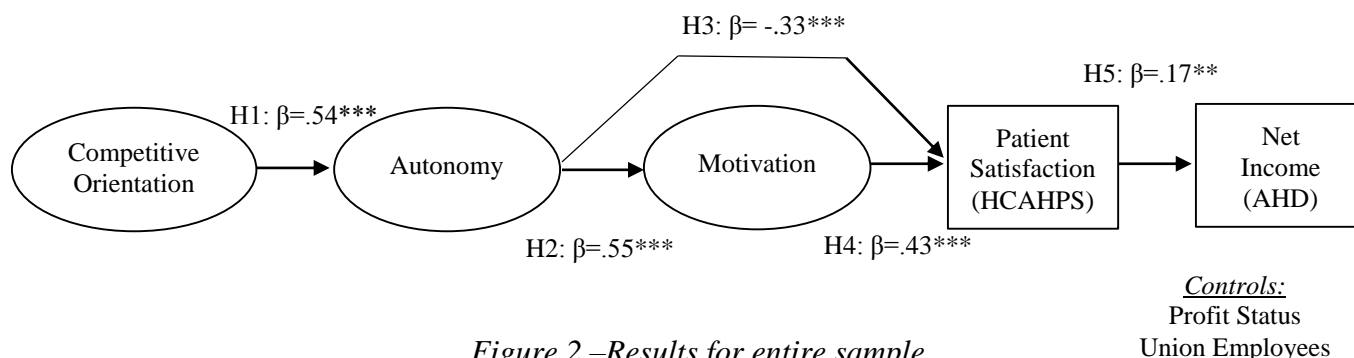 H3: β= -.33***
H5: β=.17**
H1: β=.54***
Competitive
Orientation
Autonomy
Motivation
Patient
Satisfaction
(HCAHPS)
Net
Income
(AHD)
H2: β=.55***
H4: β=.43***
Controls:
Profit Status
Union Employees
Figure 2 –Results for entire sample